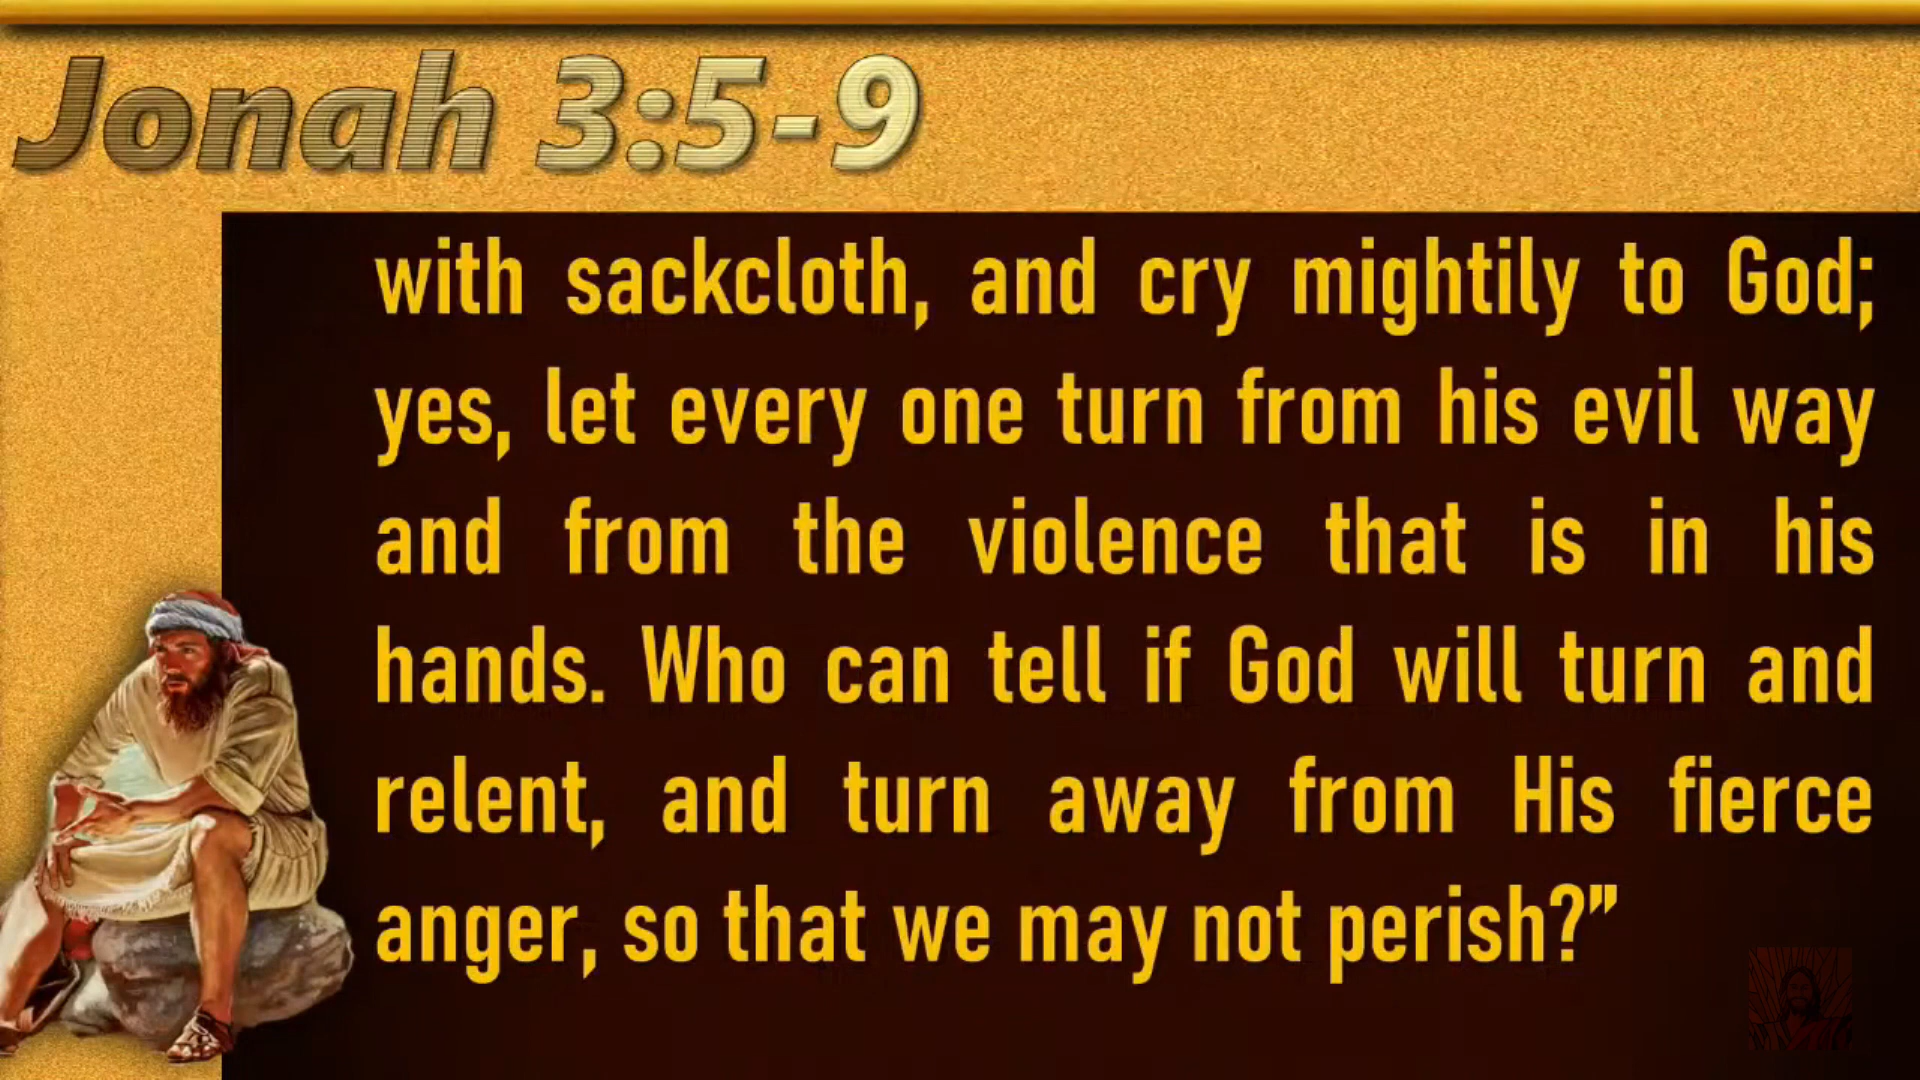 Jonah 3:5-9
with sackcloth, and cry mightily to God;
yes, let every one turn from his evil way
and from the violence that is in his
hands. Who can tell if God will turn and
relent, and turn away from His fierce
anger, so that we may not perish?”